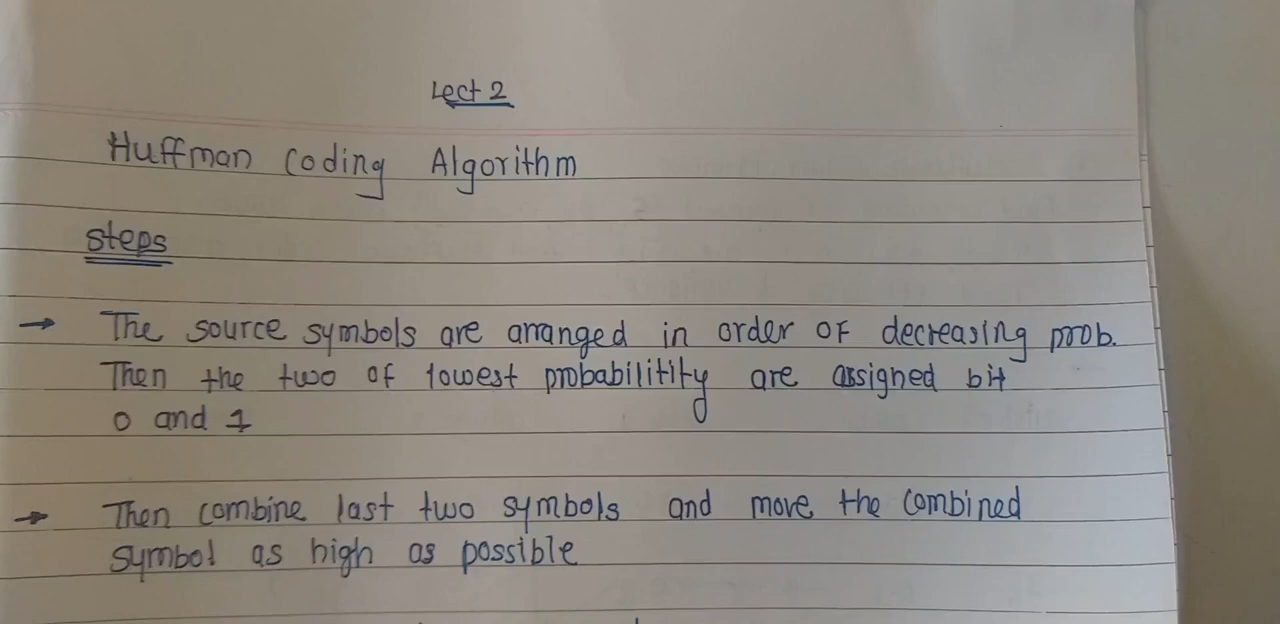 Lect 2
Huffman Coding Algorithm
steps
→ The source symbols are arranged in order of decreasing prob.
Then the two of lowest probabilitity are assigned bit
0 and 1
→ Then combine last two symbols and move the combined
symbol as high as possible